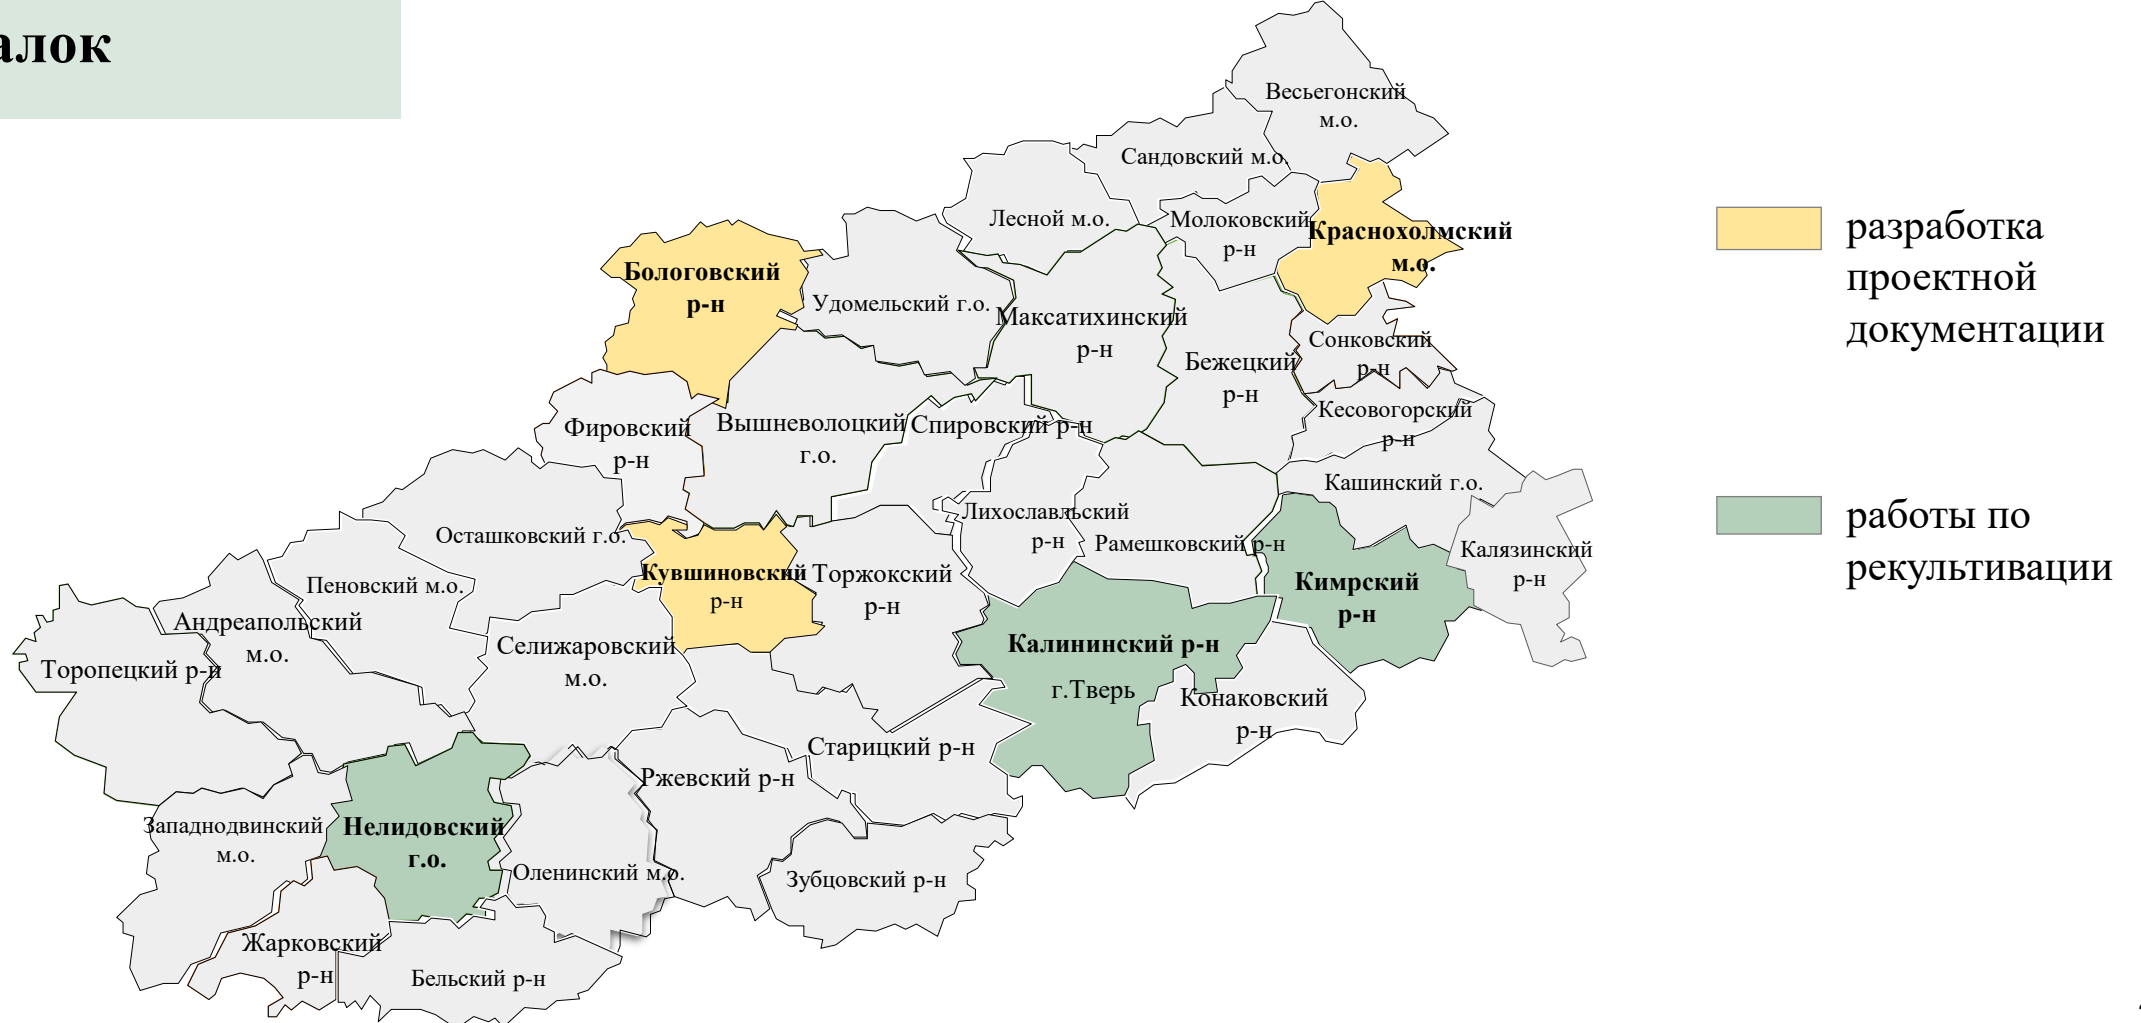 алок
Весьегонский
м.о.
Сандовский м.о.
Лесной м.о.
Молоковский
р-н
Краснохолмский
м.о.
Бологовский
р-н
Удомельский г.о.
Максатихинский
р-н
Бежецкий
р-н
Сонковский
р-н
Кесовогорский
р-н
Фировский
р-н
Вышневолоцкий
г.о.
Спировский р-н
Кашинский г.о.
Осташковский г.о.
Лихославльский
р-н
Рамешковский р-н
Калязинский
р-н
Пеновский м.о.
Кувшиновский
р-н
Торжокский
р-н
Кимрский
р-н
Андреапольский
м.о.
Селижаровский
м.о.
Калининский р-н
г.Тверь
Торопецкий р-н
Конаковский
р-н
Старицкий р-н
Ржевский р-н
Западнодвинский
м.о.
Нелидовский
г.о.
Оленинский м.о.
Зубцовский р-н
Жарковский
р-н
Бельский р-н
разработка
проектной
документации
работы по
рекультивации